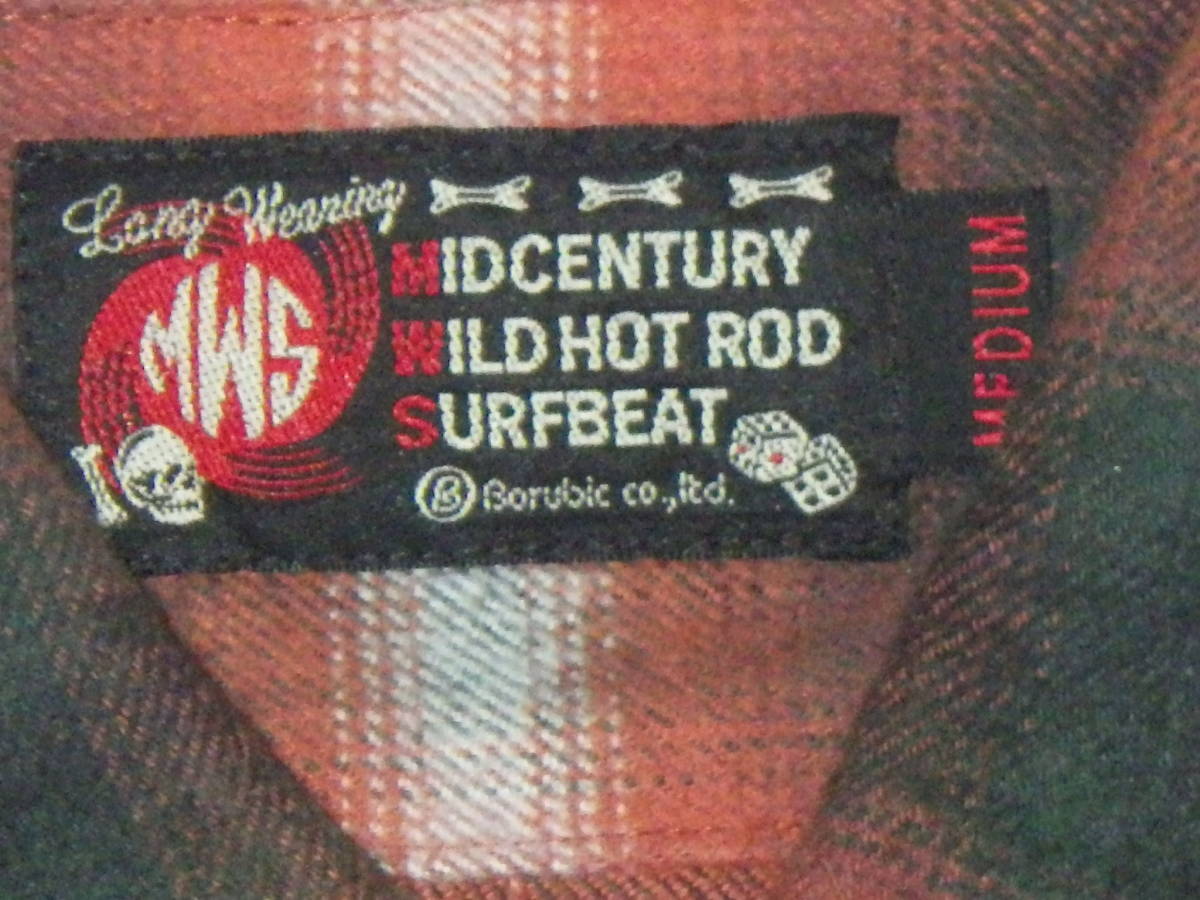 Long Wearing
MWS
MIDCENTURY
WILD HOT ROD
SURFBEAT
B Borubic co.,ltd.
MEDIUM